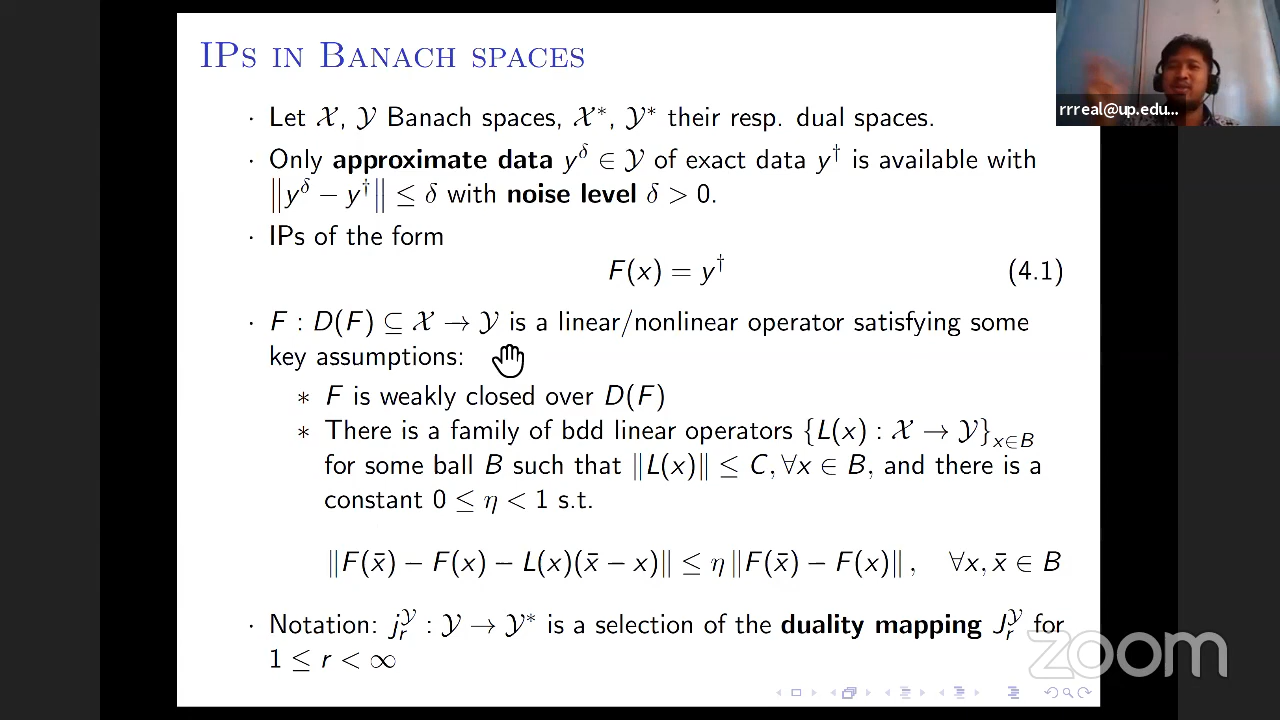 IPs in Banach spaces
rrreal@up.edu...
· Let 𝒳, 𝒴 Banach spaces, 𝒳*, 𝒴* their resp. dual spaces.
· Only approximate data y^δ ∈ 𝒴 of exact data y^† is available with
‖y^δ − y^†‖ ≤ δ with noise level δ > 0.
· IPs of the form
F(x) = y^† (4.1)
· F : D(F) ⊆ 𝒳 → 𝒴 is a linear/nonlinear operator satisfying some
key assumptions:
* F is weakly closed over D(F)
* There is a family of bdd linear operators {L(x) : 𝒳 → 𝒴}_{x∈B}
for some ball B such that ‖L(x)‖ ≤ C, ∀x ∈ B, and there is a
constant 0 ≤ η < 1 s.t.
‖F(x̄) − F(x) − L(x)(x̄ − x)‖ ≤ η ‖F(x̄) − F(x)‖ , ∀x, x̄ ∈ B
· Notation: j_r^𝒴 : 𝒴 → 𝒴* is a selection of the duality mapping J_r^𝒴 for
1 ≤ r < ∞
zoom